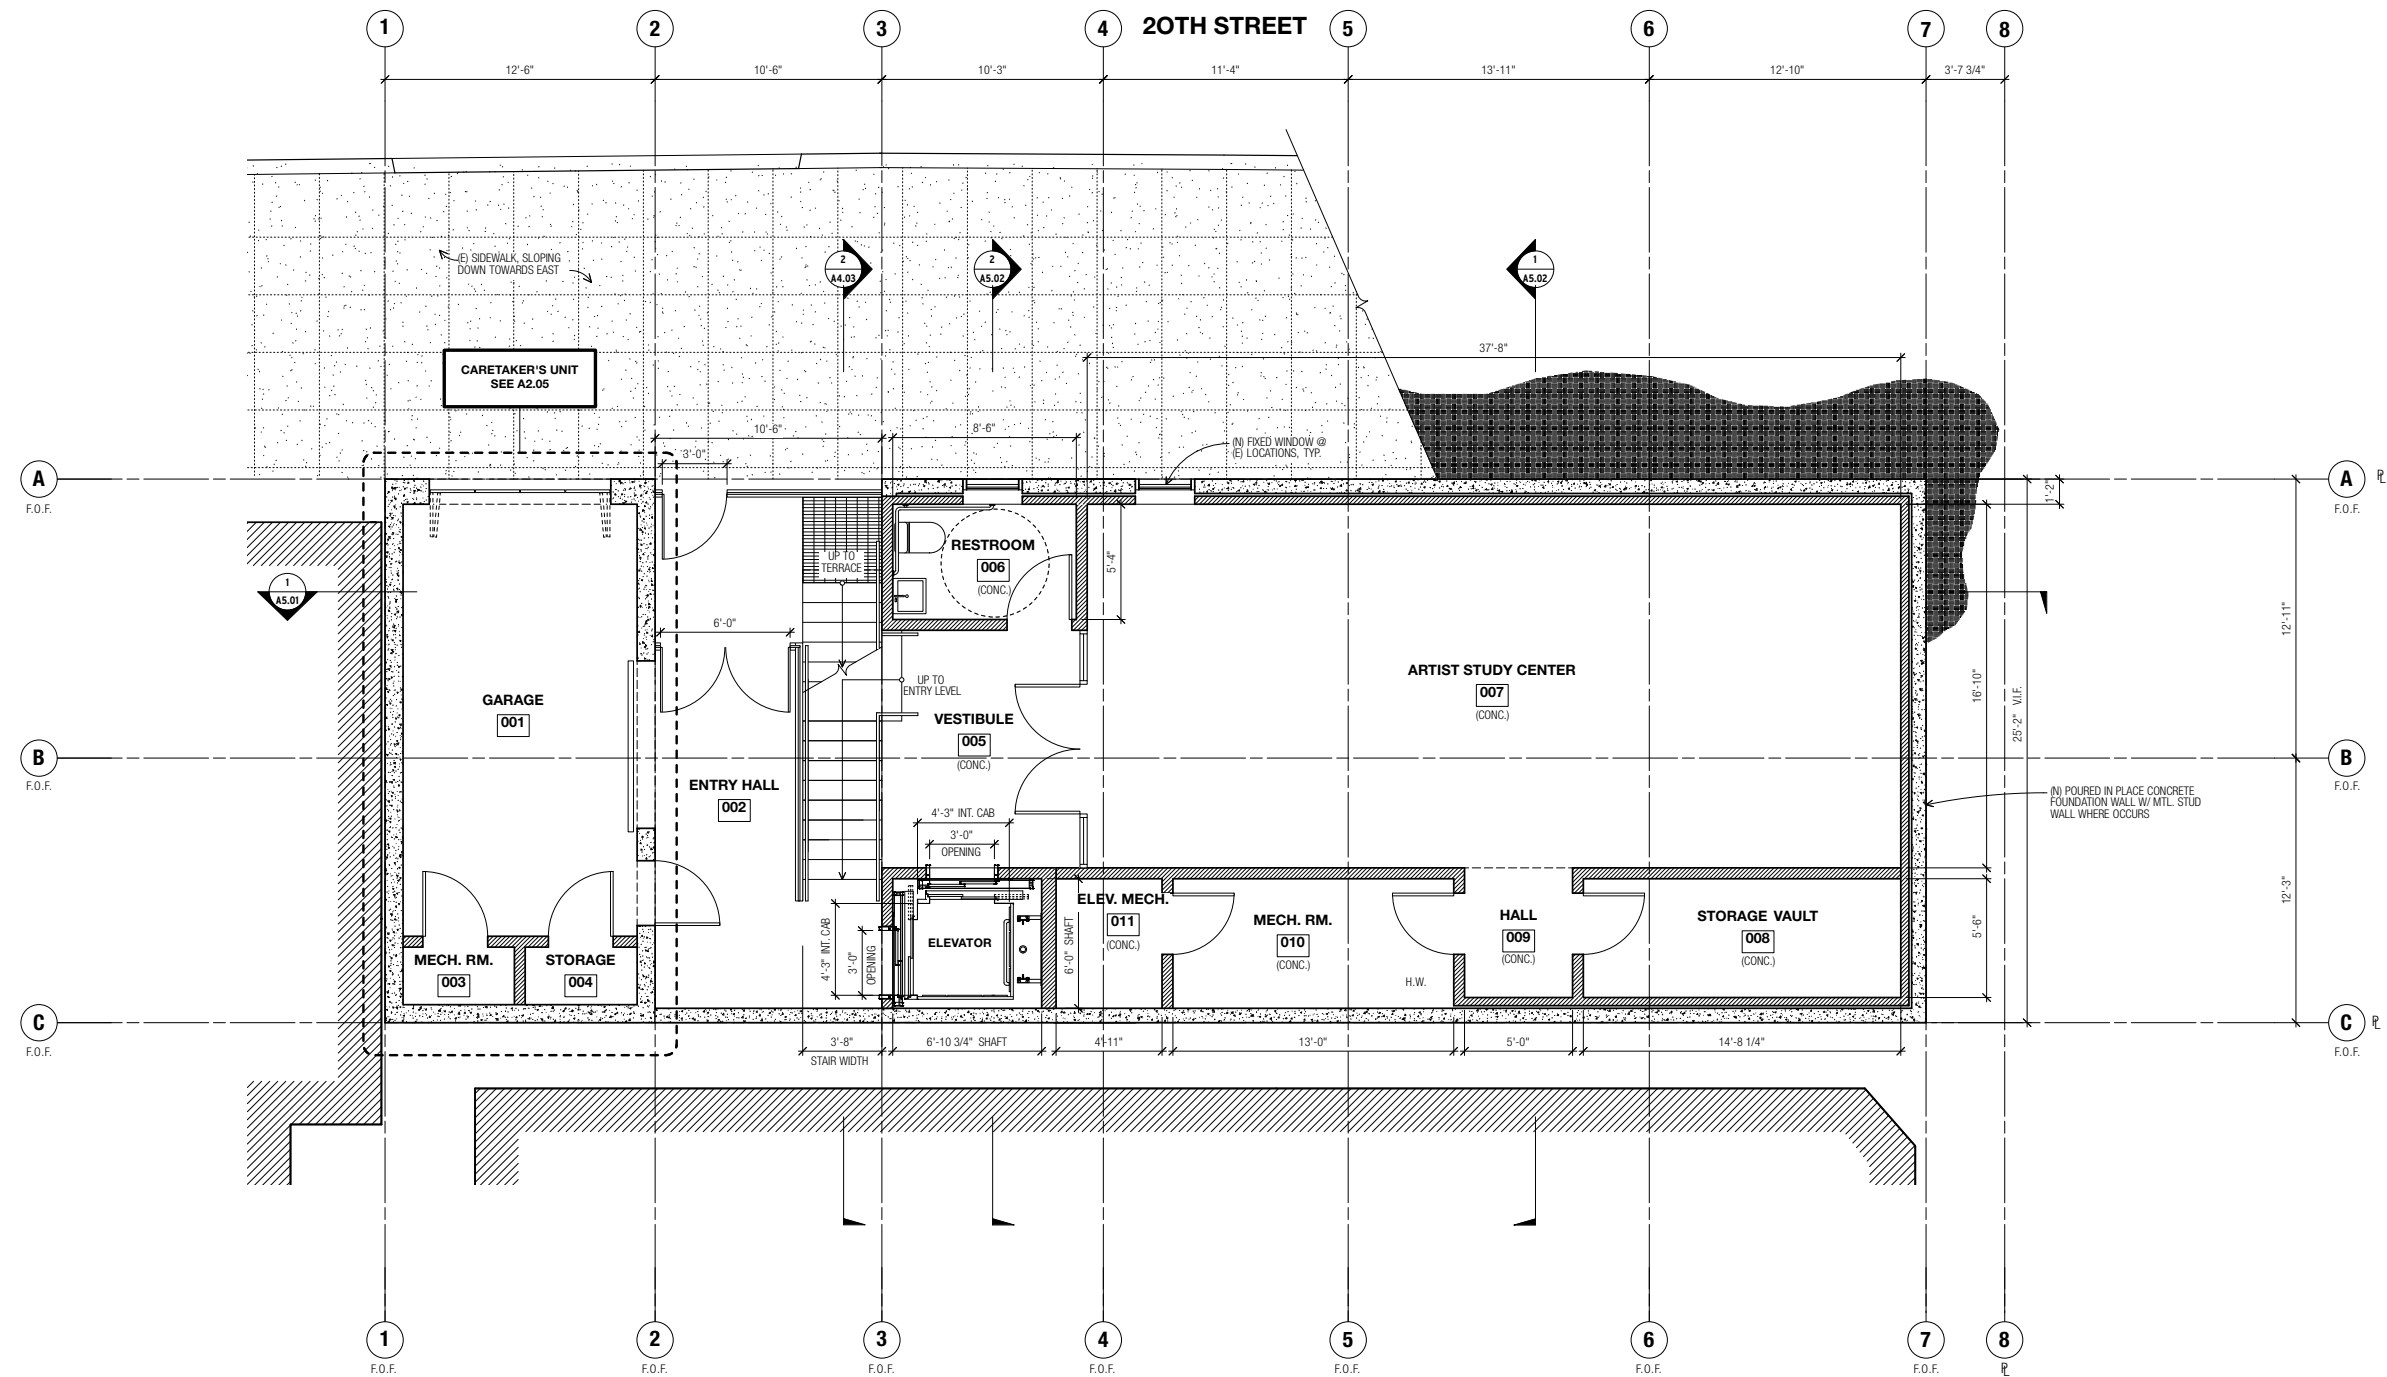 20TH STREET
1 2 3 4 5 6 7 8
12'-6" 10'-6" 10'-3" 11'-4" 13'-11" 12'-10" 3'-7 3/4"
(E) SIDEWALK, SLOPING
DOWN TOWARDS EAST
2
A4.03
2
A5.02
1
A5.02
CARETAKER'S UNIT
SEE A2.05
37'-8"
10'-6"
8'-6"
3'-0"
(N) FIXED WINDOW @
(E) LOCATIONS, TYP.
A
F.O.F.
A
F.O.F.
PL
1'-2"
UP TO
TERRACE
RESTROOM
006
(CONC.)
5'-4"
1
A5.01
6'-0"
12'-11"
16'-10"
25'-2" V.I.F.
GARAGE
001
UP TO
ENTRY LEVEL
VESTIBULE
005
(CONC.)
ARTIST STUDY CENTER
007
(CONC.)
B
F.O.F.
B
F.O.F.
ENTRY HALL
002
4'-3" INT. CAB
3'-0"
OPENING
(N) POURED IN PLACE CONCRETE
FOUNDATION WALL W/ MTL. STUD
WALL WHERE OCCURS
12'-3"
MECH. RM.
003
STORAGE
004
4'-3" INT. CAB
3'-0"
OPENING
ELEVATOR
6'-0" SHAFT
ELEV. MECH.
011
(CONC.)
MECH. RM.
010
(CONC.)
H.W.
HALL
009
(CONC.)
STORAGE VAULT
008
(CONC.)
5'-6"
C
F.O.F.
C
F.O.F.
PL
3'-8"
STAIR WIDTH
6'-10 3/4" SHAFT
4'-11"
13'-0"
5'-0"
14'-8 1/4"
1 2 3 4 5 6 7 8
F.O.F. F.O.F. F.O.F. F.O.F. F.O.F. F.O.F. F.O.F. PL